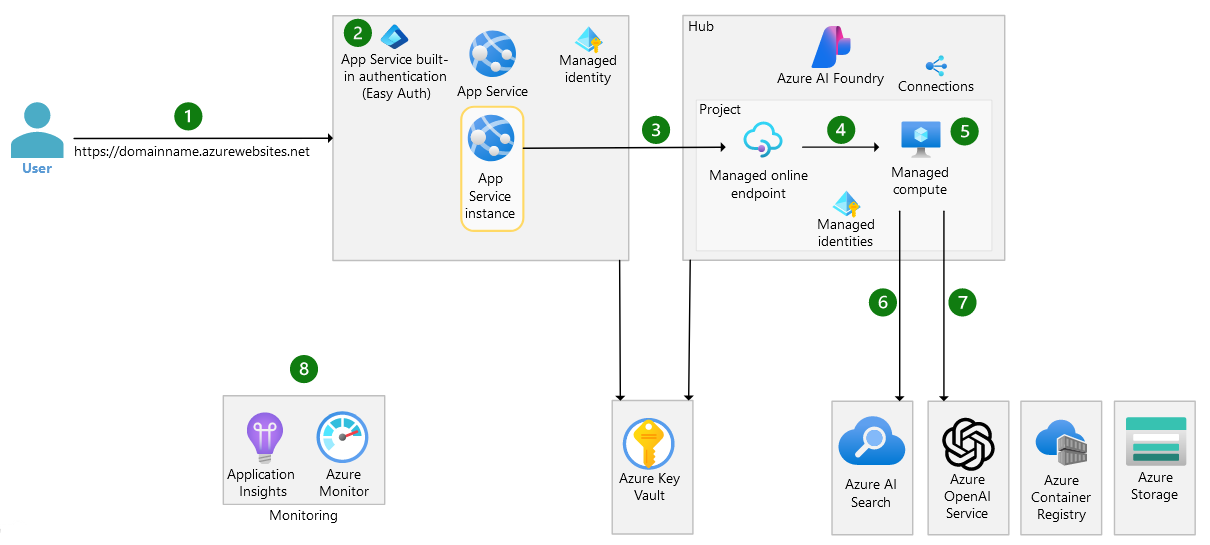 1
https://domainname.azurewebsites.net
User
2
App Service built-
in authentication
(Easy Auth)
App Service
Managed
identity
App
Service
instance
3
Hub
Azure AI Foundry
Connections
Project
Managed online
endpoint
4
5
Managed
compute
Managed
identities
6
7
8
Application
Insights
Azure
Monitor
Monitoring
Azure Key
Vault
Azure AI
Search
Azure
OpenAI
Service
Azure
Container
Registry
Azure
Storage